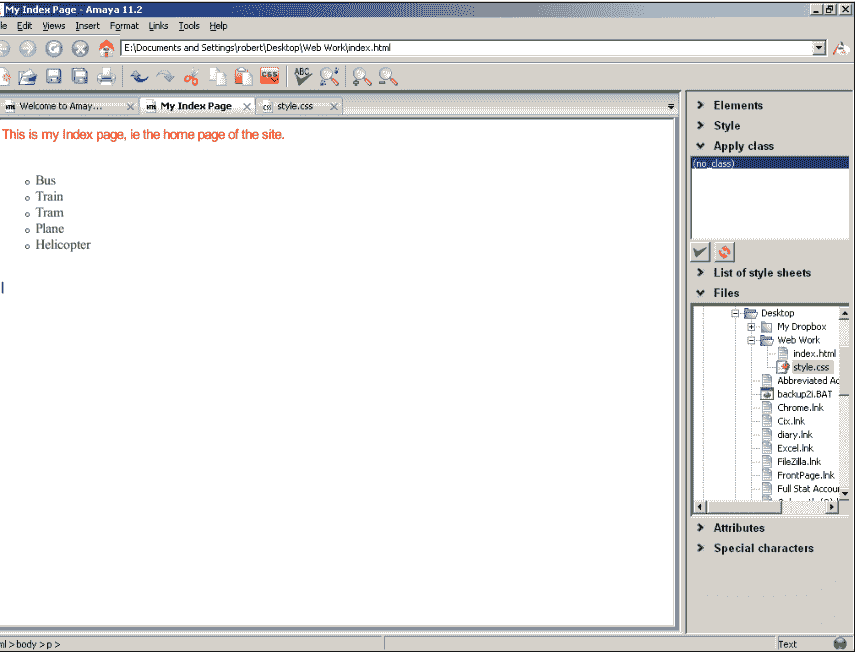 My Index Page - Amaya 11.2
le Edit Views Insert Format Links Tools Help
E:\Documents and Settings\robert\Desktop\Web Work\index.html
css
ABC
Welcome to Amay...
My Index Page
css style.css
This is my Index page, ie the home page of the site.
Bus
Train
Tram
Plane
Helicopter
Elements
Style
Apply class
(no_class)
List of style sheets
Files
Desktop
My Dropbox
Web Work
index.html
style.css
Abbreviated Ac
backup2i.BAT
Chrome.lnk
Cix.lnk
diary.lnk
Excel.lnk
FileZilla.lnk
FrontPage.lnk
Full Stat Accour
Attributes
Special characters
ml > body > p >
Text